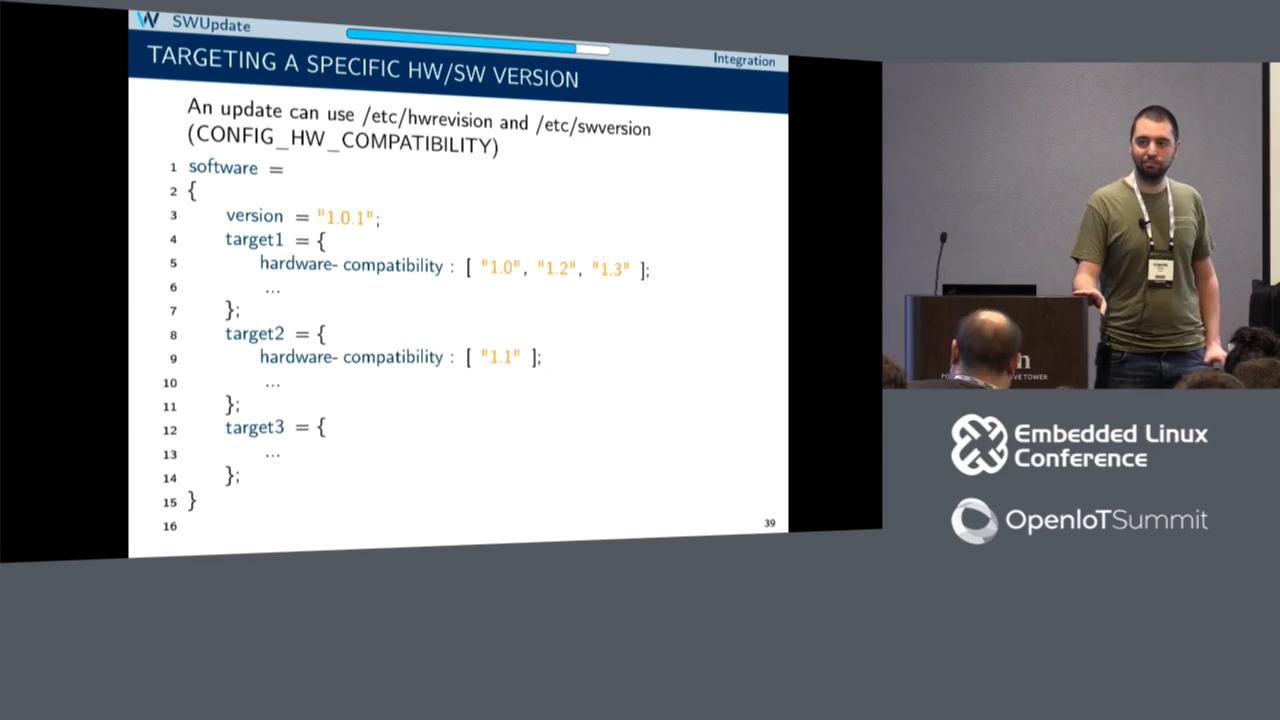 SWUpdate
Integration
TARGETING A SPECIFIC HW/SW VERSION
An update can use /etc/hwrevision and /etc/swversion
(CONFIG_HW_COMPATIBILITY)
1 software =
2 {
3 version = "1.0.1";
4 target1 = {
5 hardware- compatibility : [ "1.0", "1.2", "1.3" ];
6 ...
7 };
8 target2 = {
9 hardware- compatibility : [ "1.1" ];
10 ...
11 };
12 target3 = {
13 ...
14 };
15 }
16
39
Embedded Linux
Conference
OpenIoTSummit